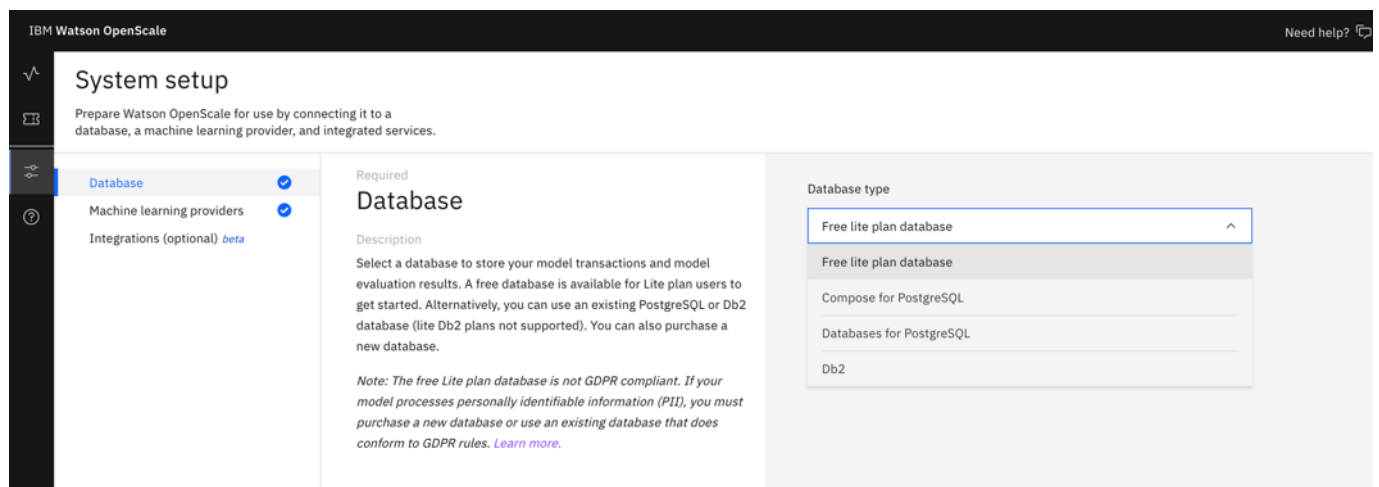 IBM Watson OpenScale
Need help?
System setup
Prepare Watson OpenScale for use by connecting it to a
database, a machine learning provider, and integrated services.
Database
Machine learning providers
Integrations (optional) beta
Required
Database
Description
Select a database to store your model transactions and model
evaluation results. A free database is available for Lite plan users to
get started. Alternatively, you can use an existing PostgreSQL or Db2
database (lite Db2 plans not supported). You can also purchase a
new database.
Note: The free Lite plan database is not GDPR compliant. If your
model processes personally identifiable information (PII), you must
purchase a new database or use an existing database that does
conform to GDPR rules. Learn more.
Database type
Free lite plan database
Free lite plan database
Compose for PostgreSQL
Databases for PostgreSQL
Db2